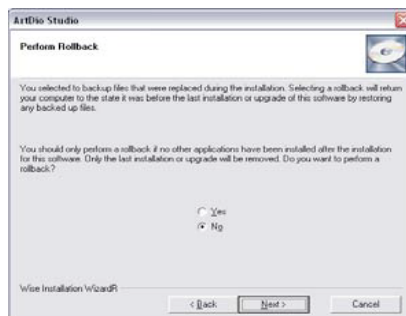 ArtDio Studio
Perform Rollback
You selected to backup files that were replaced during the installation. Selecting a rollback will return
your computer to the state it was before the last installation or upgrade of this software by restoring
any backed up files.
You should only perform a rollback if no other applications have been installed after the installation
for this software. Only the last installation or upgrade will be removed. Do you want to perform a
rollback?
Yes
No
Wise Installation WizardR
< Back
Next >
Cancel